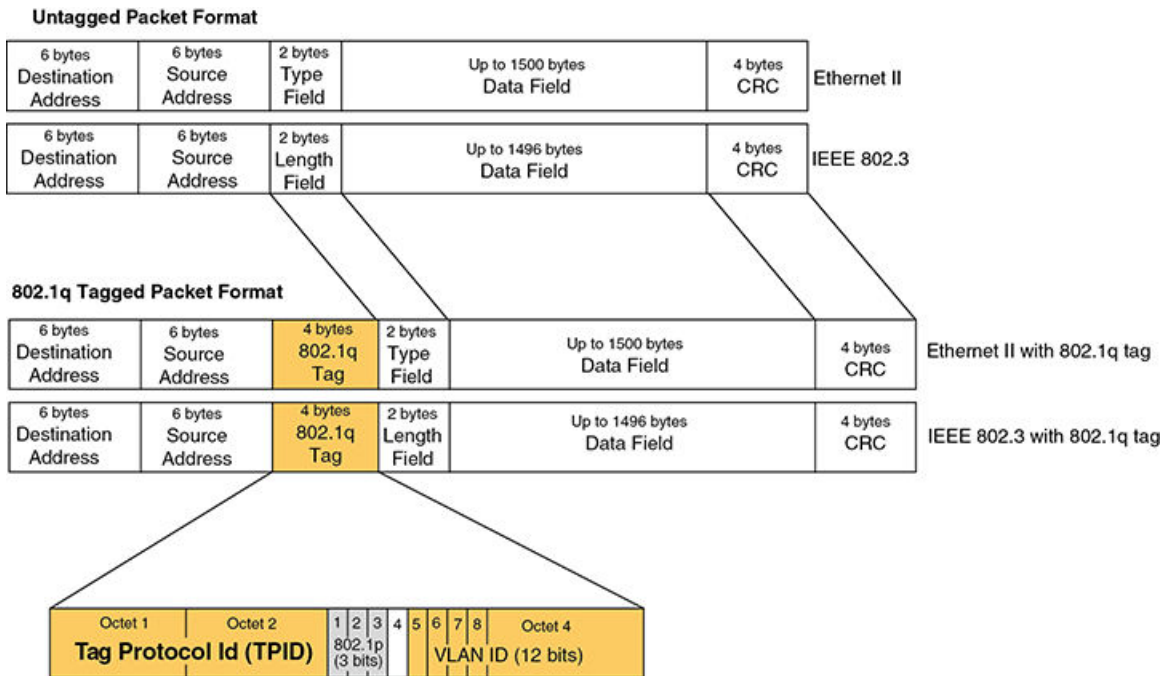 Untagged Packet Format
6 bytes
Destination
Address
6 bytes
Source
Address
2 bytes
Type
Field
Up to 1500 bytes
Data Field
4 bytes
CRC
Ethernet II
6 bytes
Destination
Address
6 bytes
Source
Address
2 bytes
Length
Field
Up to 1496 bytes
Data Field
4 bytes
CRC
IEEE 802.3
802.1q Tagged Packet Format
6 bytes
Destination
Address
6 bytes
Source
Address
4 bytes
802.1q
Tag
2 bytes
Type
Field
Up to 1500 bytes
Data Field
4 bytes
CRC
Ethernet II with 802.1q tag
6 bytes
Destination
Address
6 bytes
Source
Address
4 bytes
802.1q
Tag
2 bytes
Length
Field
Up to 1496 bytes
Data Field
4 bytes
CRC
IEEE 802.3 with 802.1q tag
Octet 1
Octet 2
1 2 3 4 5 6 7 8
Octet 4
Tag Protocol Id (TPID)
802.1p
(3 bits)
VLAN ID (12 bits)